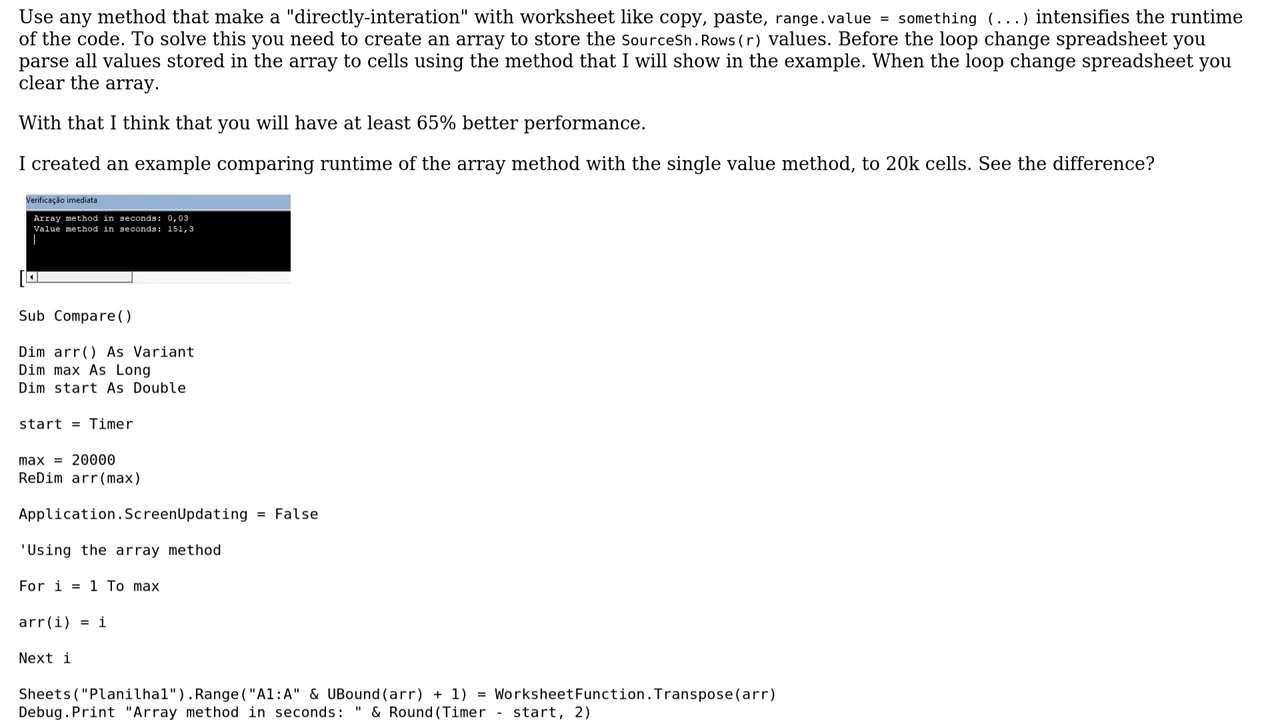 Use any method that make a "directly-interation" with worksheet like copy, paste, range.value = something (...) intensifies the runtime
of the code. To solve this you need to create an array to store the SourceSh.Rows(r) values. Before the loop change spreadsheet you
parse all values stored in the array to cells using the method that I will show in the example. When the loop change spreadsheet you
clear the array.
With that I think that you will have at least 65% better performance.
I created an example comparing runtime of the array method with the single value method, to 20k cells. See the difference?
Verificação imediata
Array method in seconds: 0,03
Value method in seconds: 151,3
[
Sub Compare()
Dim arr() As Variant
Dim max As Long
Dim start As Double
start = Timer
max = 20000
ReDim arr(max)
Application.ScreenUpdating = False
'Using the array method
For i = 1 To max
arr(i) = i
Next i
Sheets("Planilha1").Range("A1:A" & UBound(arr) + 1) = WorksheetFunction.Transpose(arr)
Debug.Print "Array method in seconds: " & Round(Timer - start, 2)